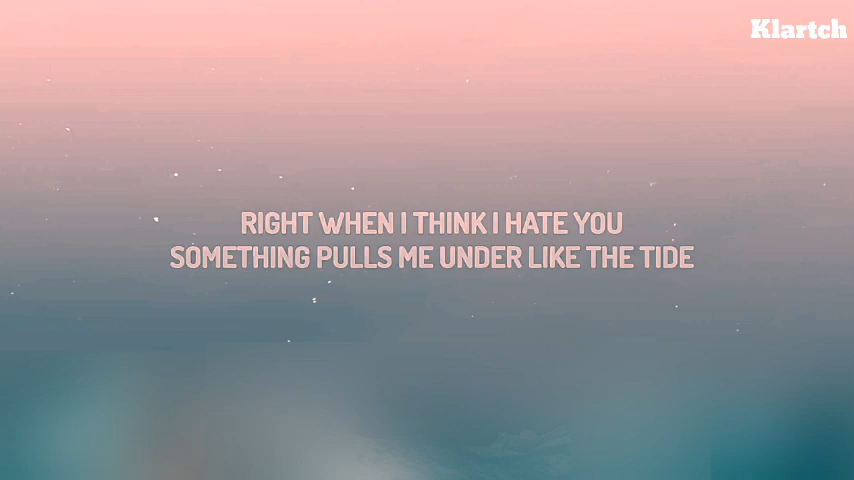 Klartch
RIGHT WHEN I THINK I HATE YOU
SOMETHING PULLS ME UNDER LIKE THE TIDE